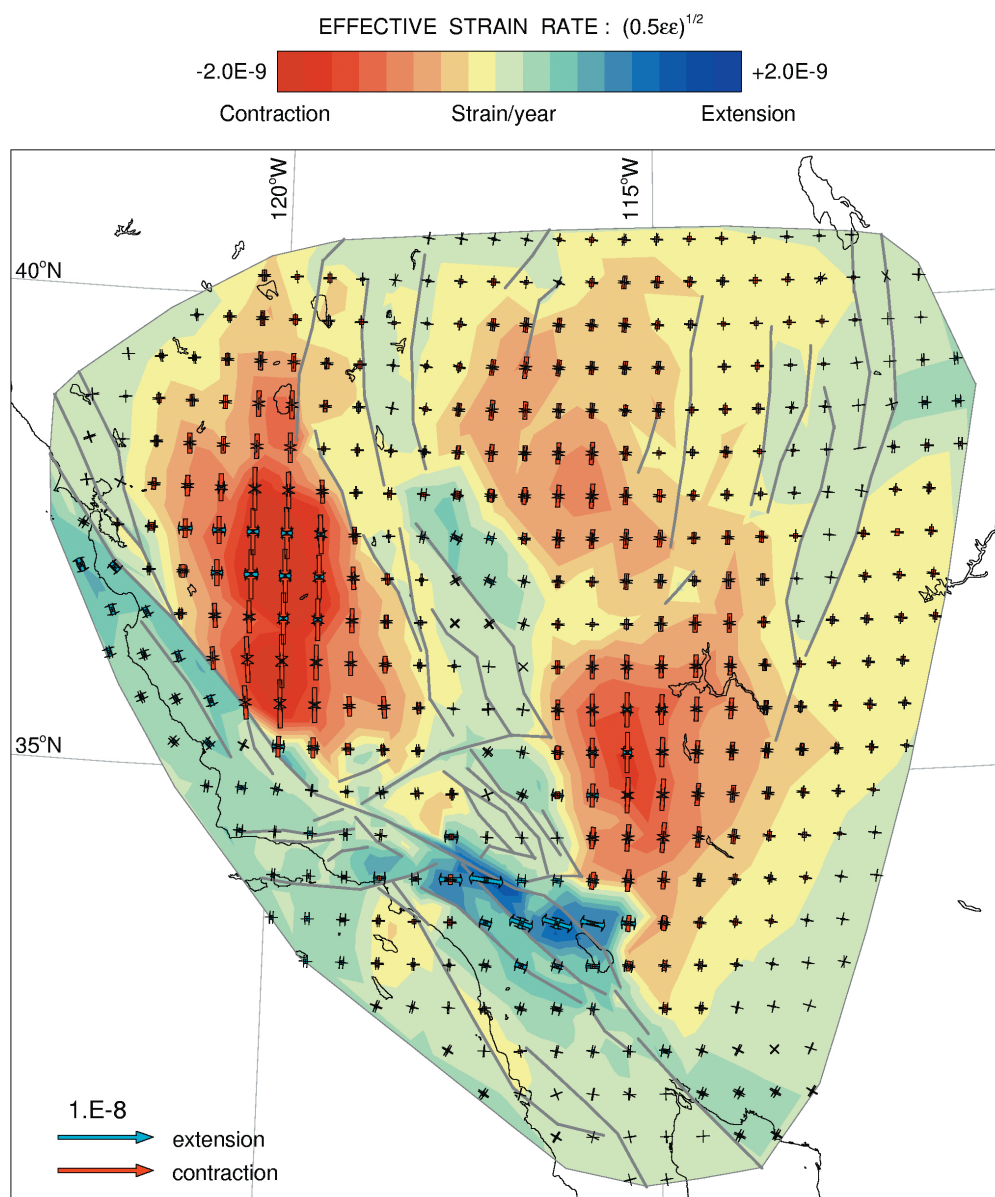 EFFECTIVE STRAIN RATE : (0.5εε)^1/2
-2.0E-9 +2.0E-9
Contraction Strain/year Extension
120°W 115°W
40°N
35°N
1.E-8
extension
contraction